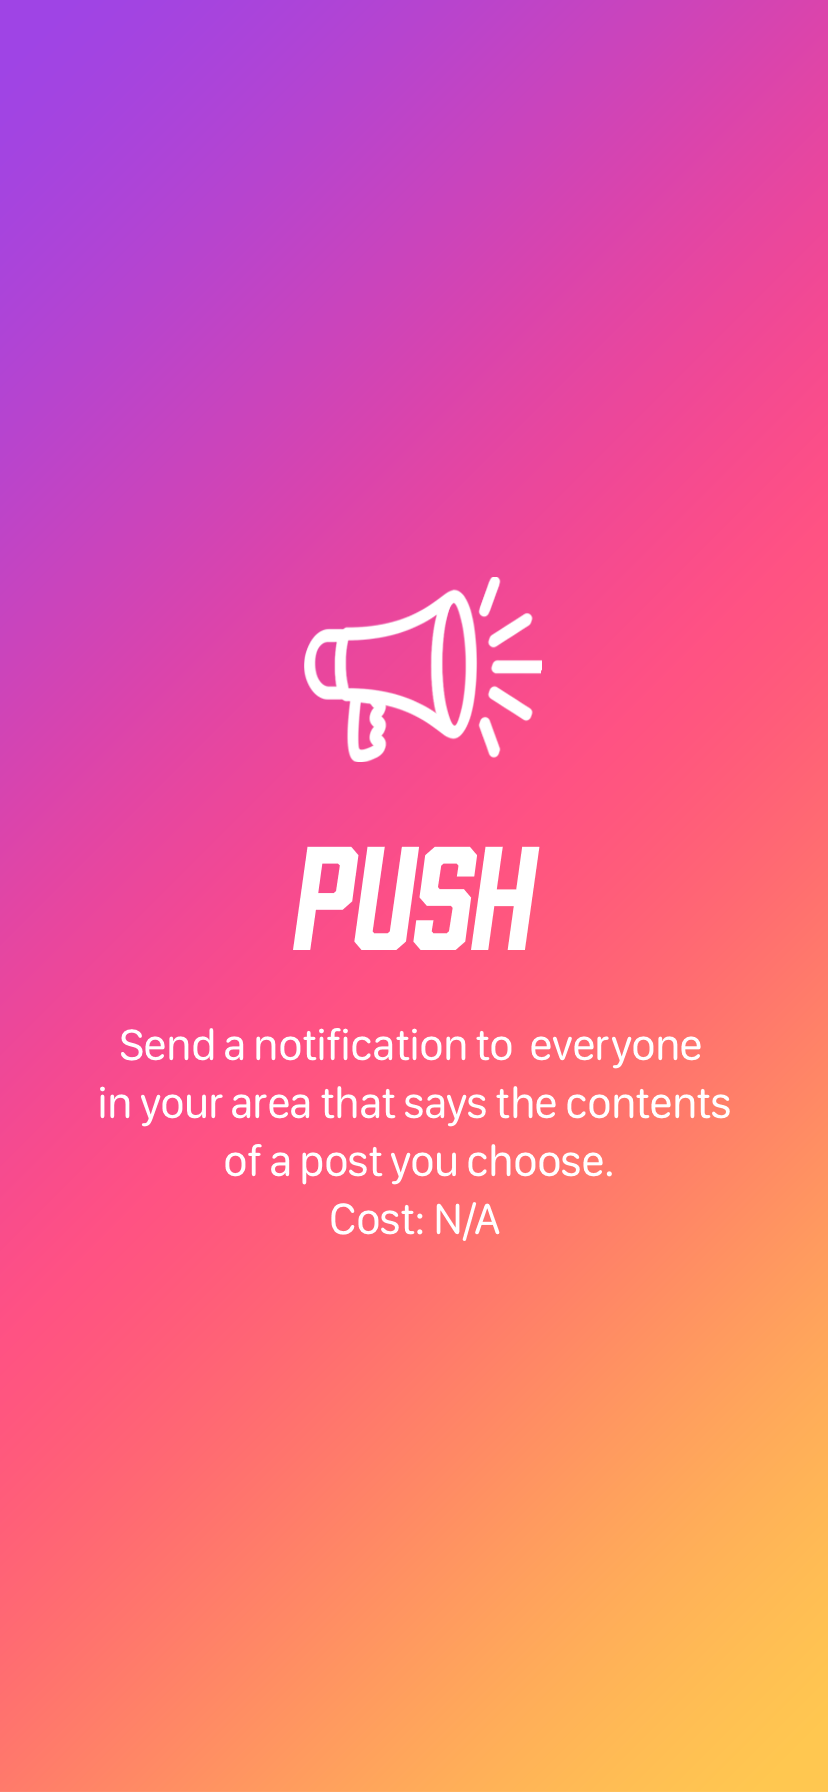 PUSH
Send a notification to  everyone
in your area that says the contents
of a post you choose.
Cost: N/A